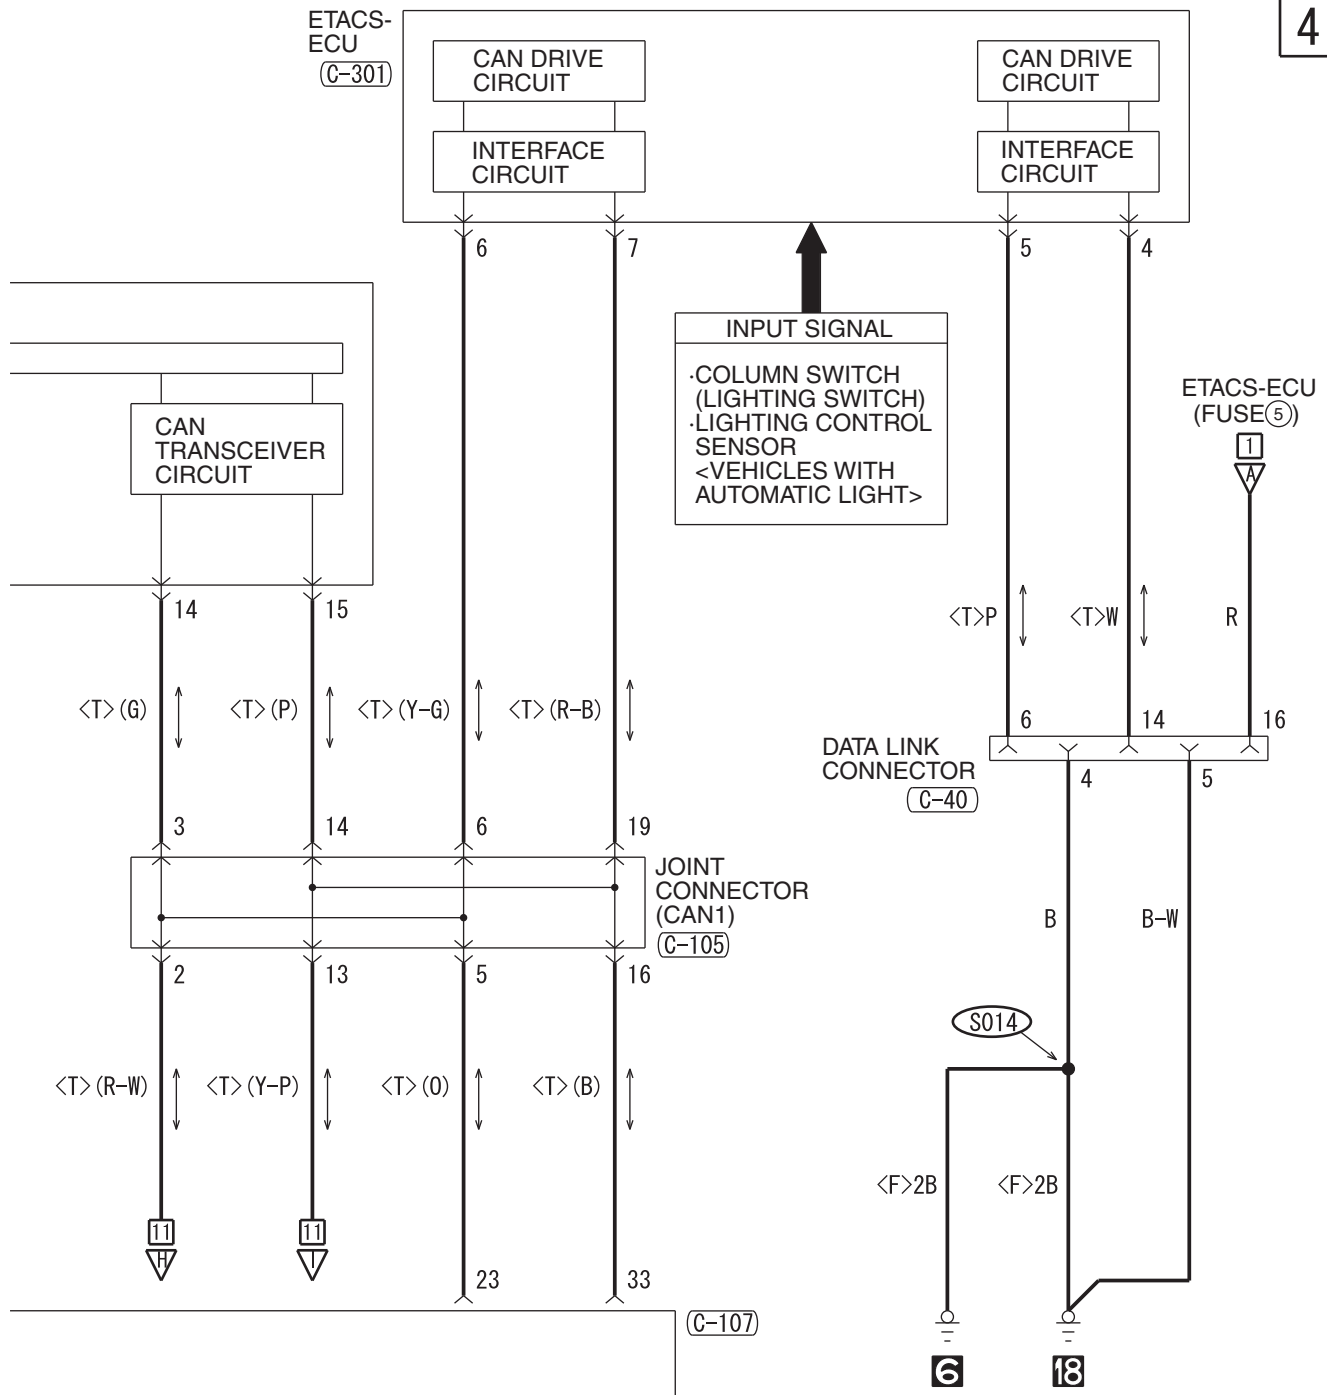 4
ETACS-
ECU
C-301
CAN DRIVE
CIRCUIT
CAN DRIVE
CIRCUIT
INTERFACE
CIRCUIT
INTERFACE
CIRCUIT
6
7
5
4
INPUT SIGNAL
·COLUMN SWITCH
(LIGHTING SWITCH)
·LIGHTING CONTROL
SENSOR
<VEHICLES WITH
AUTOMATIC LIGHT>
ETACS-ECU
(FUSE⑤)
1
A
CAN
TRANSCEIVER
CIRCUIT
14
15
<T>P
<T>W
R
<T>(G)
<T>(P)
<T>(Y-G)
<T>(R-B)
6
14
16
DATA LINK
CONNECTOR
C-40
4
5
3
14
6
19
JOINT
CONNECTOR
(CAN1)
C-105
B
B-W
2
13
5
16
S014
<T>(R-W)
<T>(Y-P)
<T>(O)
<T>(B)
<F>2B
<F>2B
11
H
11
I
23
33
C-107
6
18